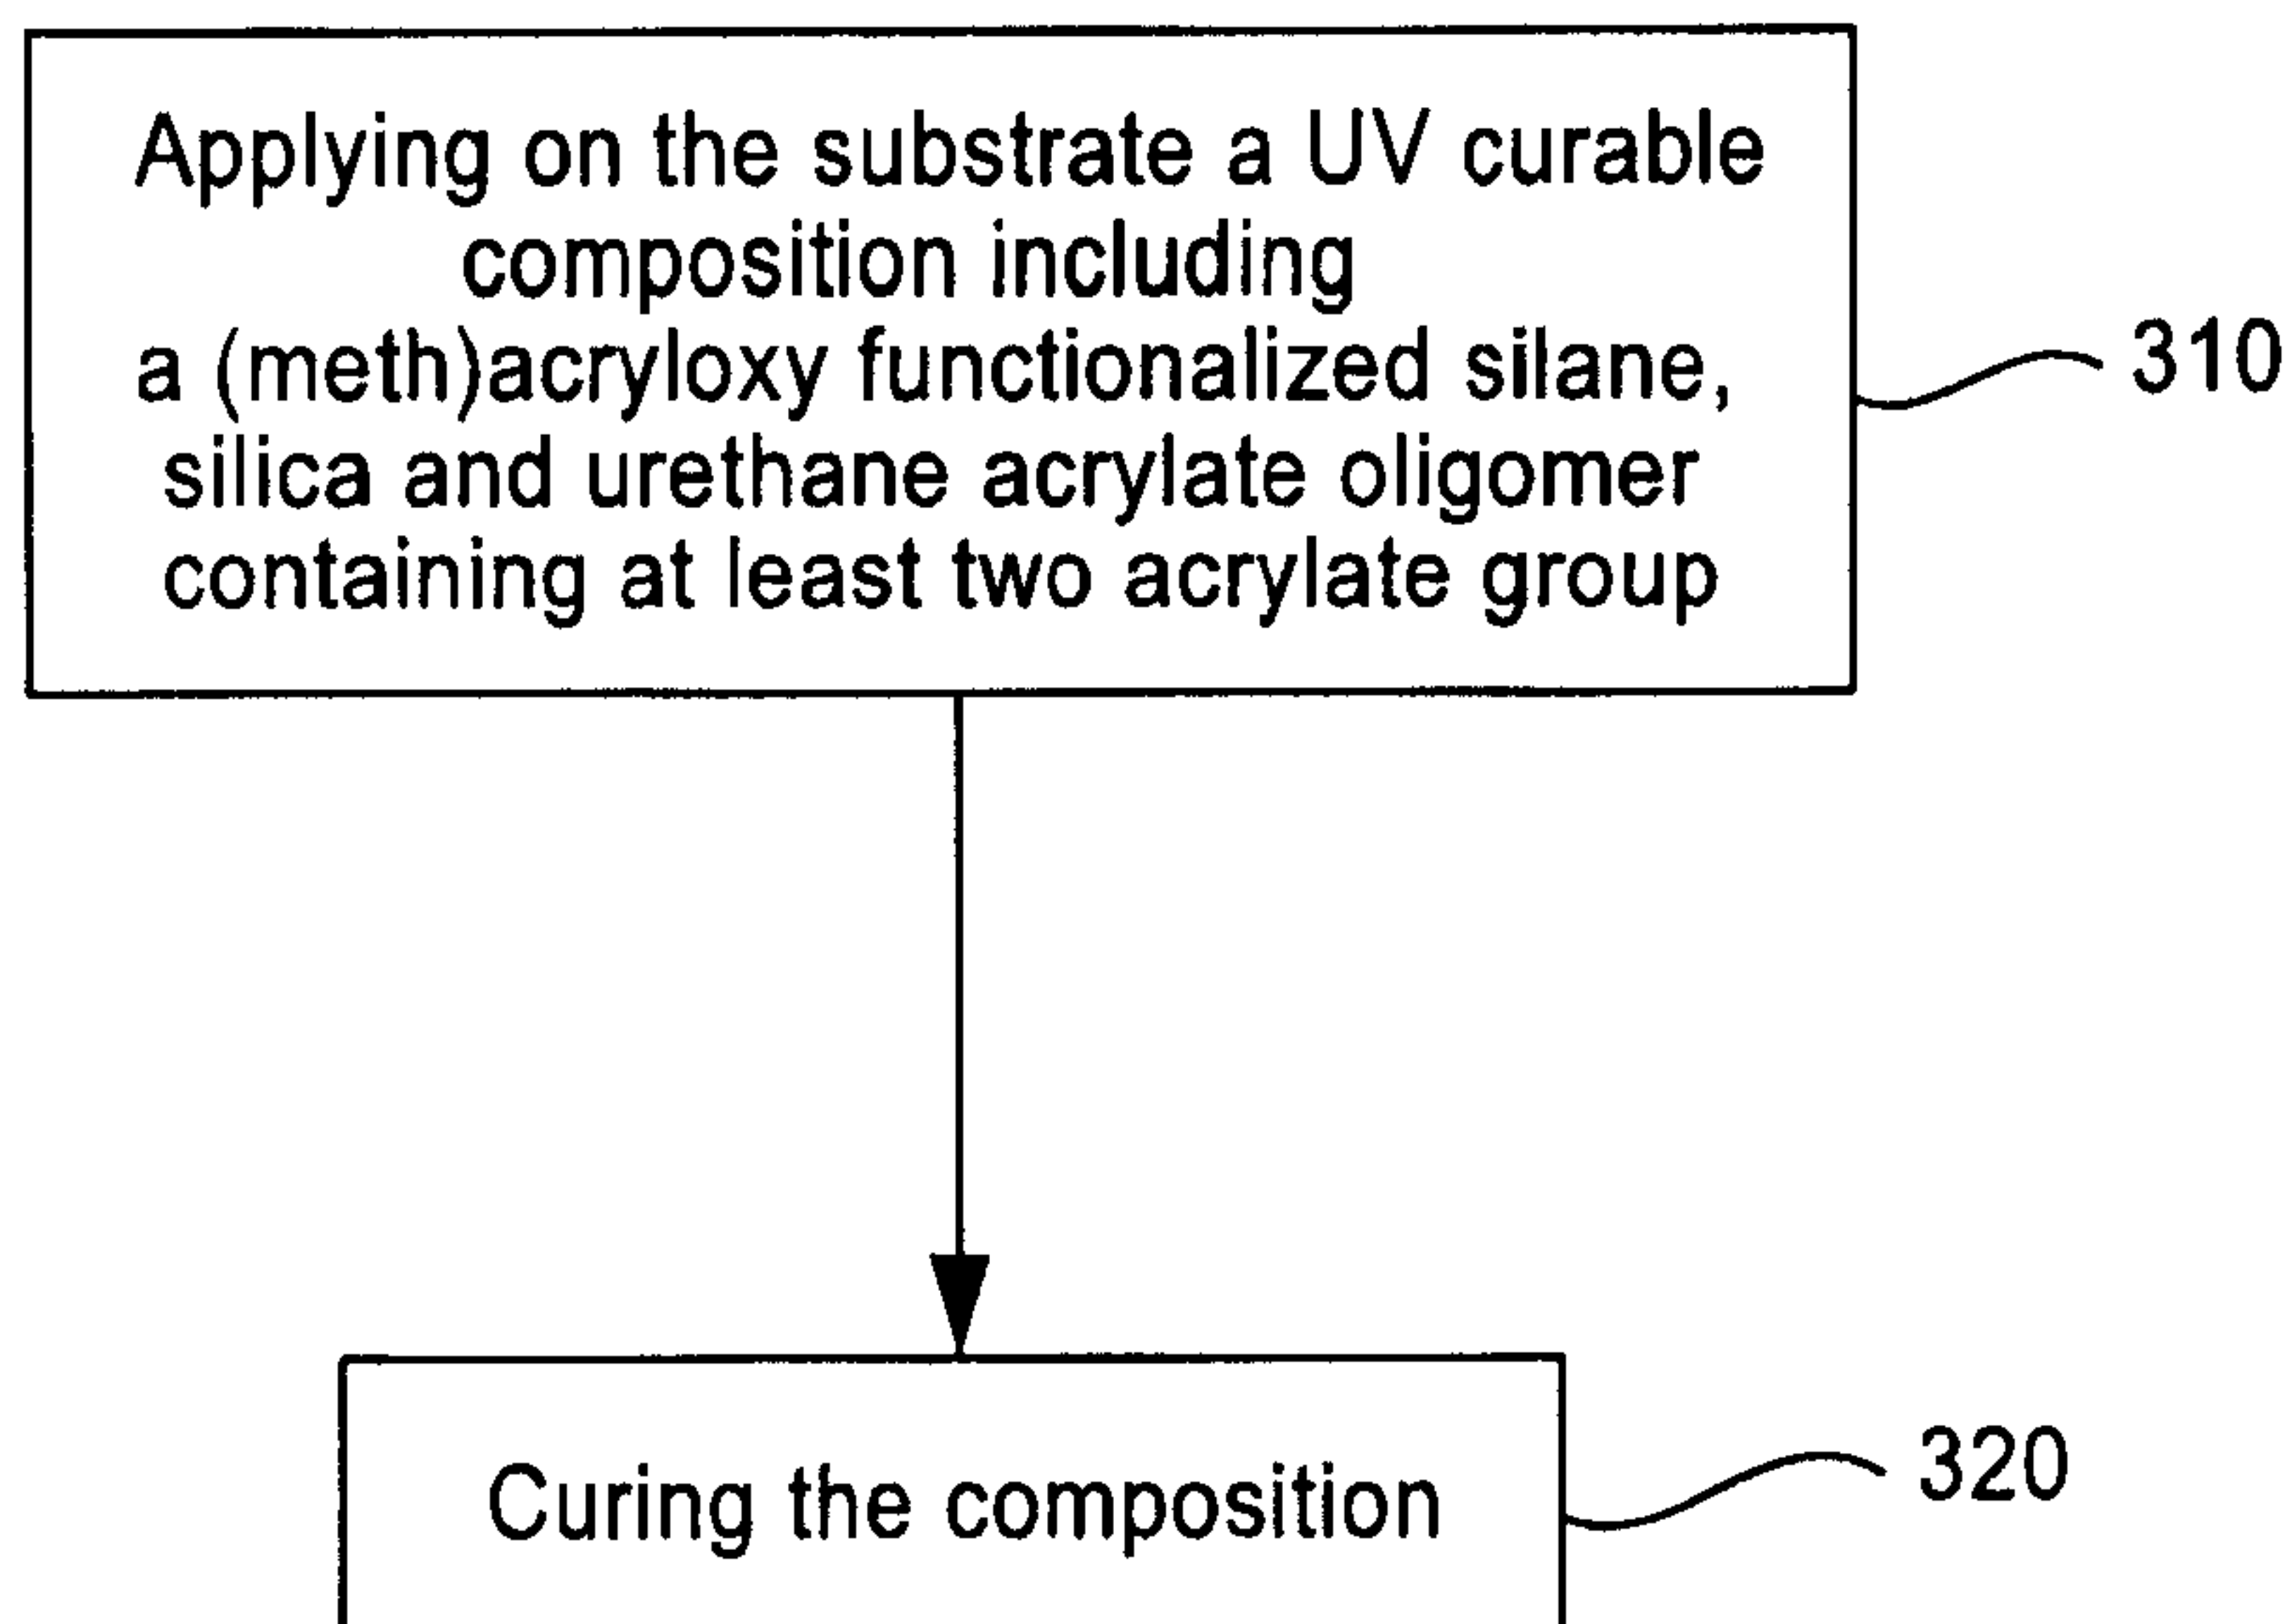 Applying on the substrate a UV curable
composition including
a (meth)acryloxy functionalized silane,
silica and urethane acrylate oligomer
containing at least two acrylate group
310
Curing the composition
320